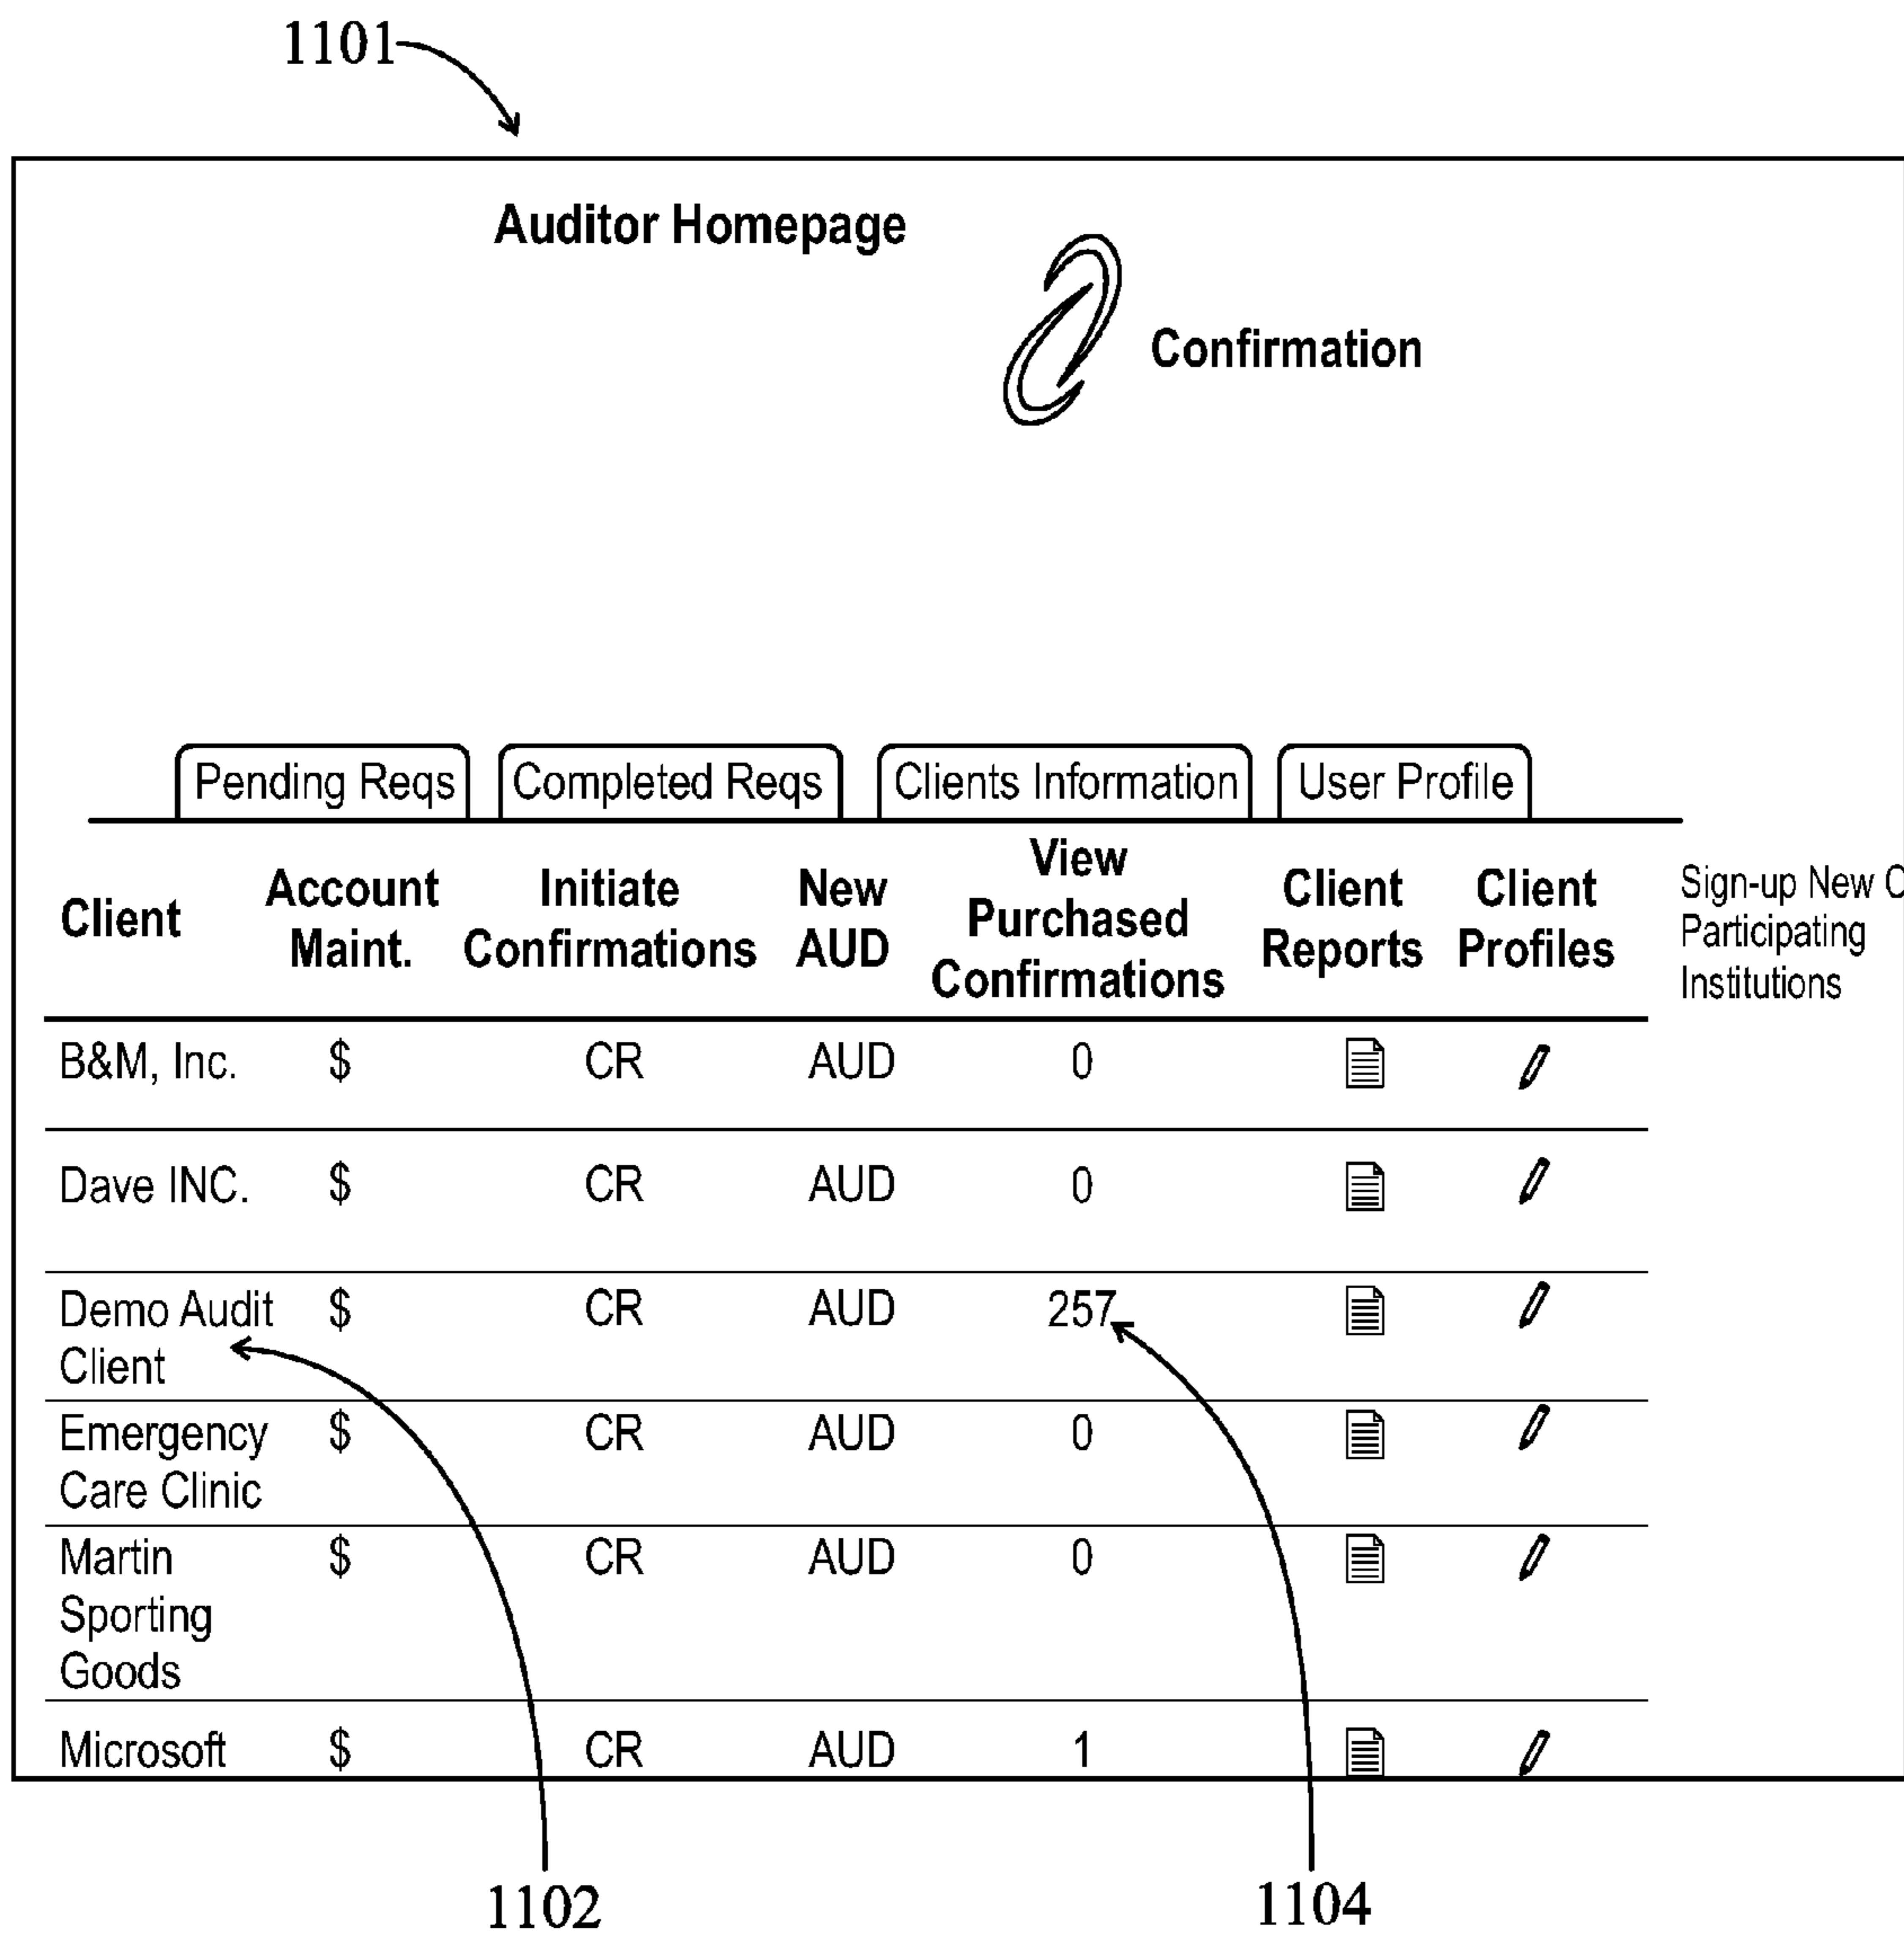 1101
Auditor Homepage
Confirmation
Pending Reqs Completed Reqs Clients Information User Profile
Client Account Maint. Initiate Confirmations New AUD View Purchased Confirmations Client Reports Client Profiles
Sign-up New
Participating
Institutions
B&M, Inc. $ CR AUD 0
Dave INC. $ CR AUD 0
Demo Audit $ CR AUD 257
Client
Emergency $ CR AUD 0
Care Clinic
Martin $ CR AUD 0
Sporting
Goods
Microsoft $ CR AUD 1
1102 1104